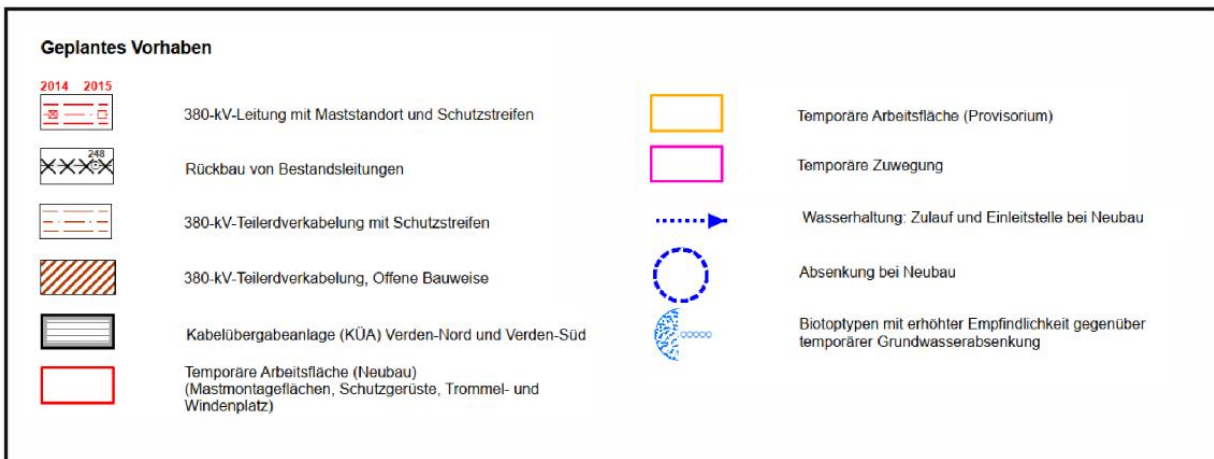 Geplantes Vorhaben
2014 2015
380-kV-Leitung mit Maststandort und Schutzstreifen
248
Rückbau von Bestandsleitungen
380-kV-Teilerdverkabelung mit Schutzstreifen
380-kV-Teilerdverkabelung, Offene Bauweise
Kabelübergabeanlage (KÜA) Verden-Nord und Verden-Süd
Temporäre Arbeitsfläche (Neubau)
(Mastmontageflächen, Schutzgerüste, Trommel- und
Windenplatz)
Temporäre Arbeitsfläche (Provisorium)
Temporäre Zuwegung
Wasserhaltung: Zulauf und Einleitstelle bei Neubau
Absenkung bei Neubau
Biotoptypen mit erhöhter Empfindlichkeit gegenüber
temporärer Grundwasserabsenkung